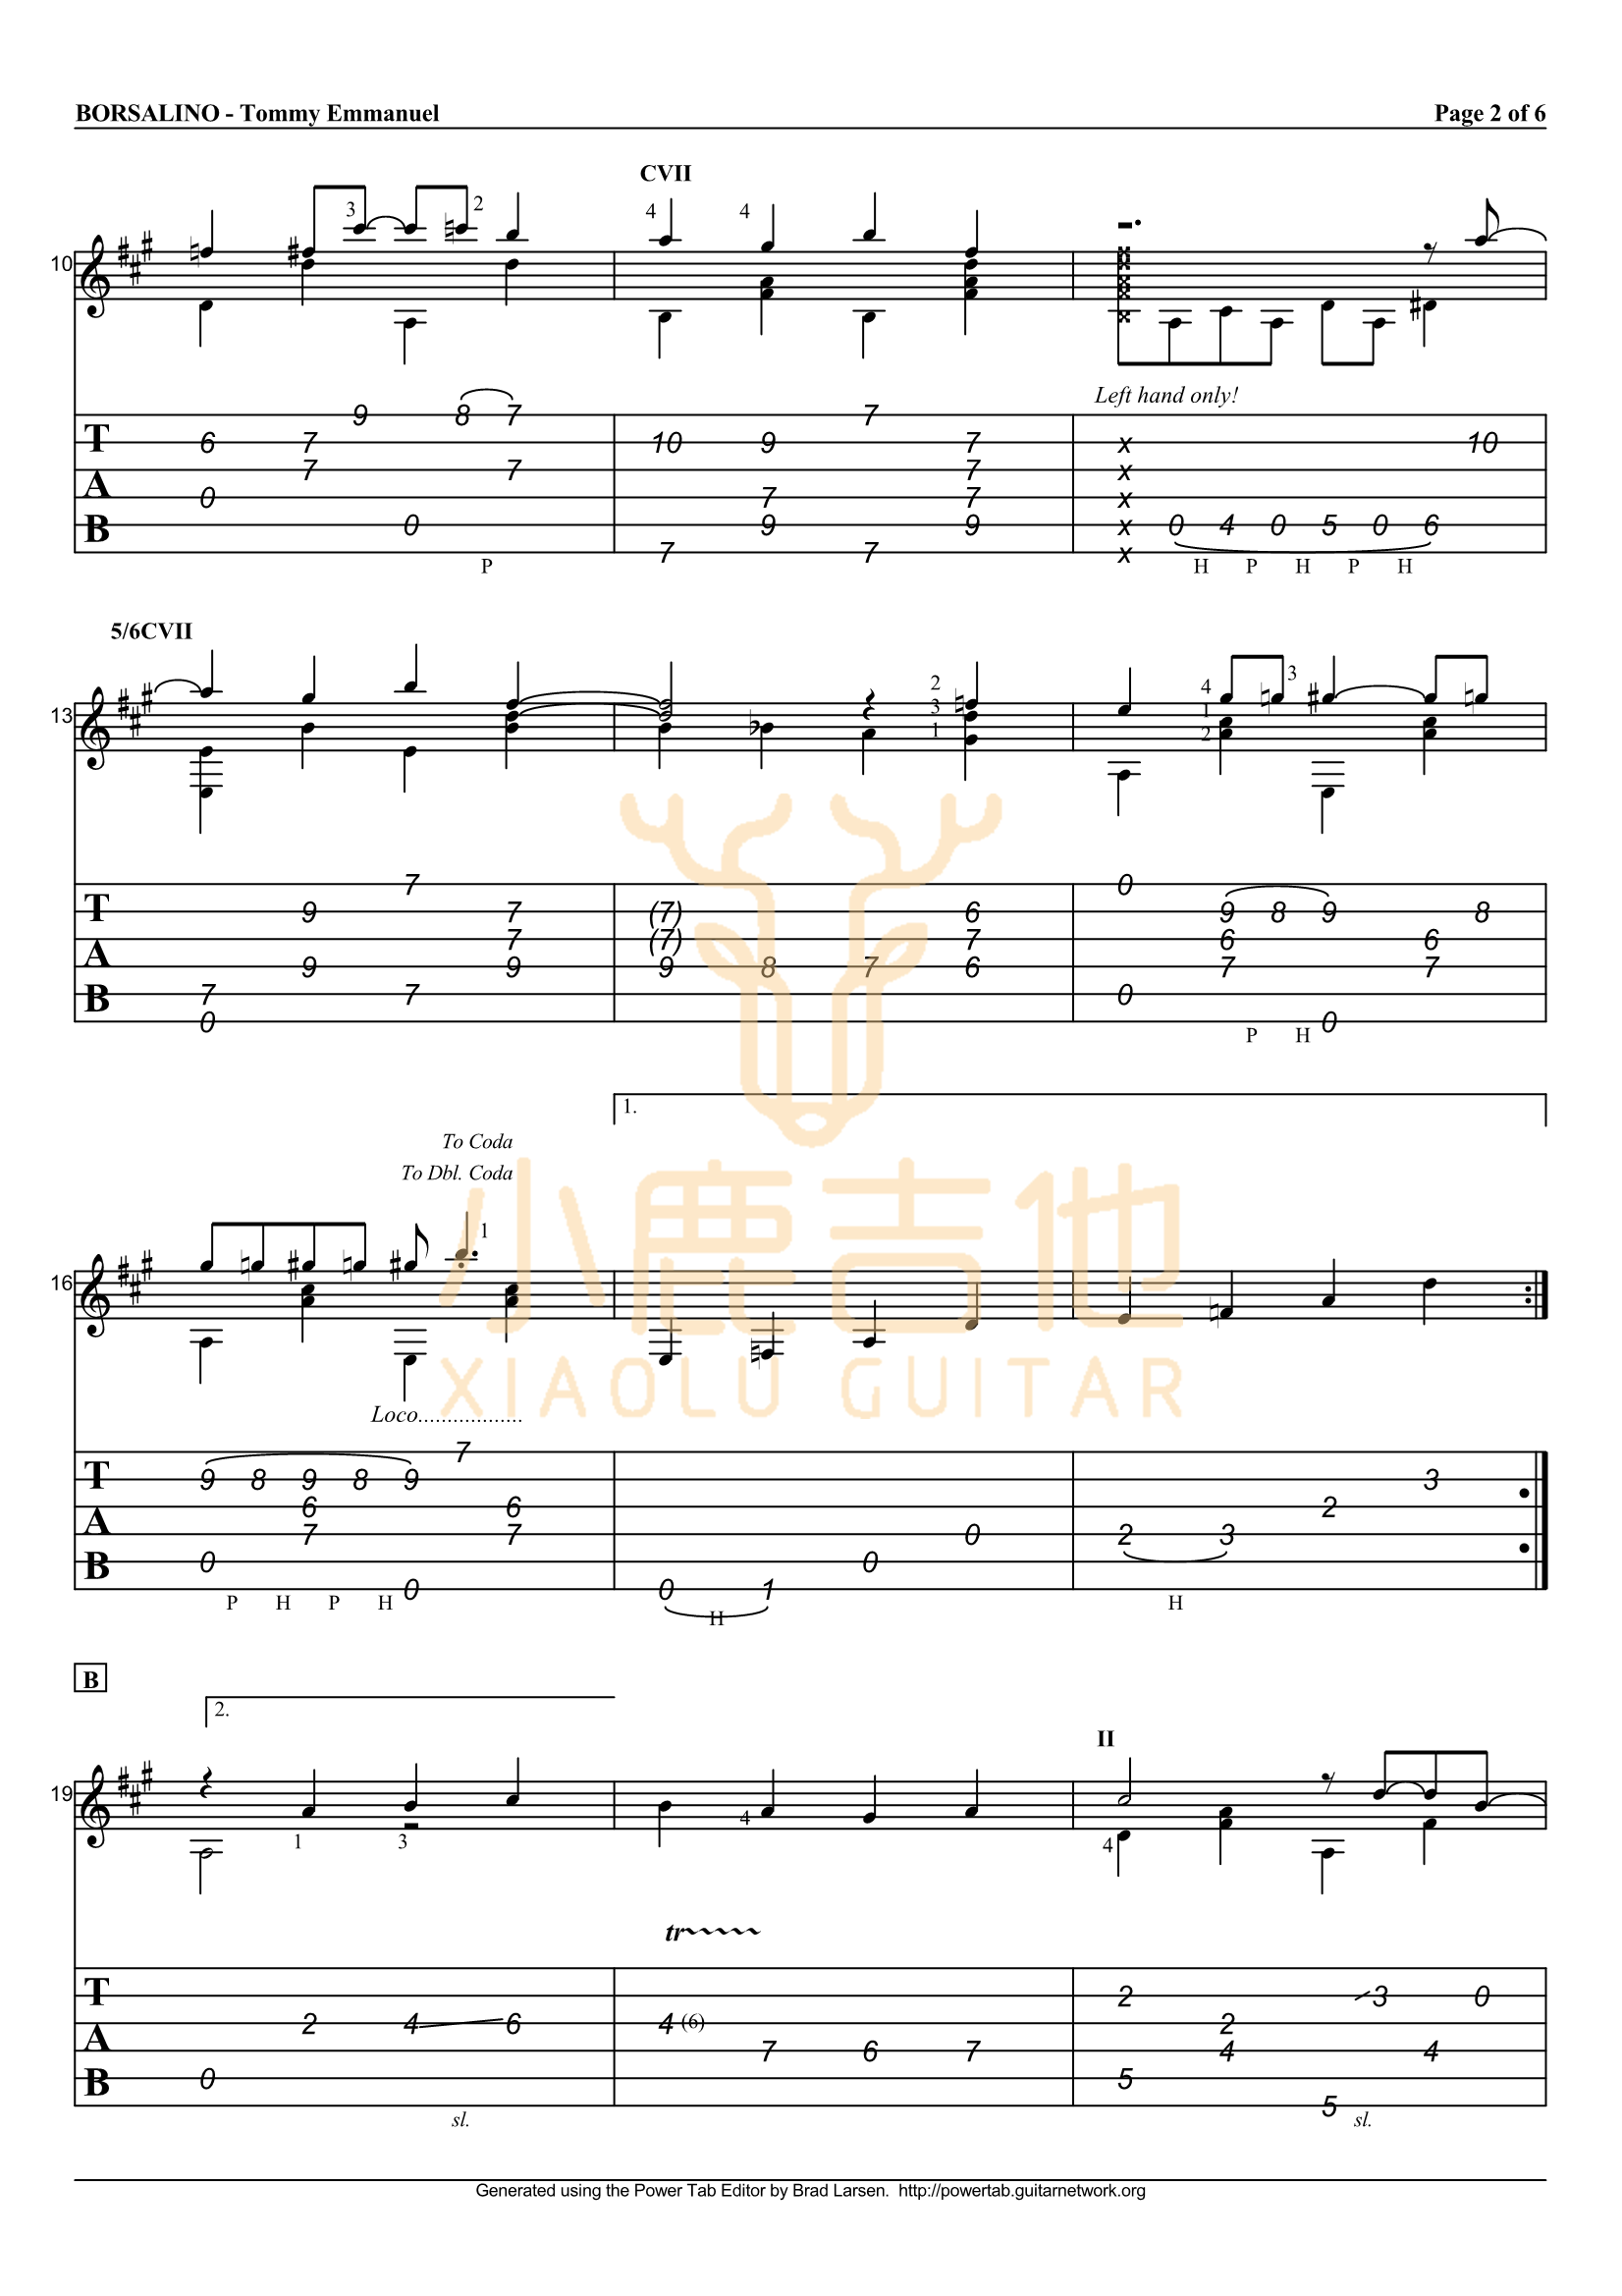 BORSALINO - Tommy Emmanuel Page 2 of 6
CVII
3 2 4 4
10
Left hand only!
9 8 7 7
T 6 7 10 9 7 x 10
7 7 7 x
A 0 7 7 x
B 0 9 9 x 0 4 0 5 0 6
7 7 x
P H P H P H
5/6CVII
2 4 3
3 1
1 2
13
7 0
T 9 7 (7) 6 9 8 9 8
7 (7) 7 6 6
A 9 9 9 8 7 6 7 7
B 7 7 0
0 0
P H
1.
To Coda
To Dbl. Coda
1
16
小鹿吉他
XIAOLU GUITAR
Loco..................
7
T 9 8 9 8 9 3
6 6 2
A 7 7 0 2 3
B 0 0
0 0 1
P H P H H H
B
2.
II
19
1 3 4 4
tr
T 2 3 0
2 4 6 4 (6) 2
A 7 6 7 4 4
B 0 5
5
sl. sl.
Generated using the Power Tab Editor by Brad Larsen. http://powertab.guitarnetwork.org